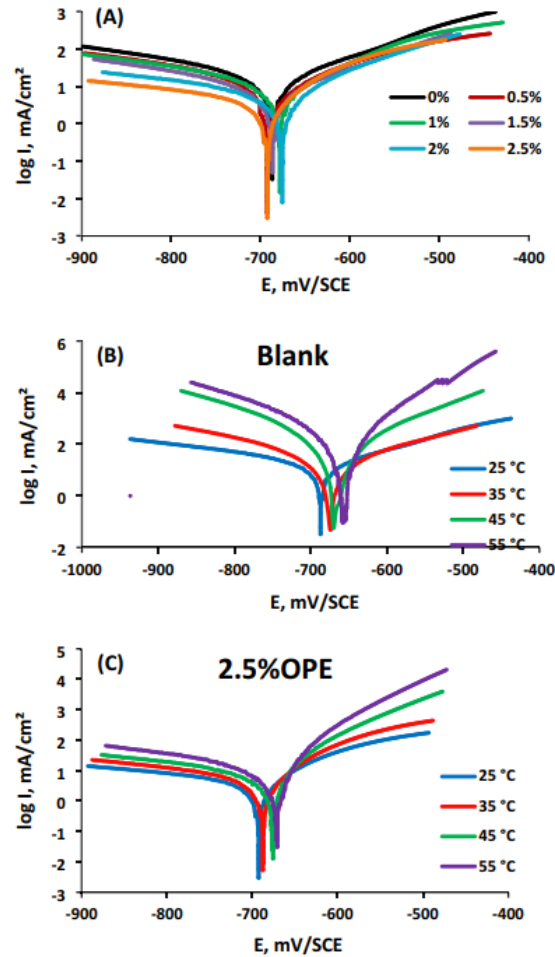 (A)
log I, mA/cm²
3
2
1
0
-1
-2
-3
-900 -800 -700 -600 -500 -400
E, mV/SCE
0% 0.5%
1% 1.5%
2% 2.5%
(B) Blank
log I, mA/cm²
6
4
2
0
-2
-1000 -900 -800 -700 -600 -500 -400
E, mV/SCE
25 °C
35 °C
45 °C
55 °C
(C) 2.5%OPE
log I, mA/cm²
5
4
3
2
1
0
-1
-2
-3
-900 -800 -700 -600 -500 -400
E, mV/SCE
25 °C
35 °C
45 °C
55 °C